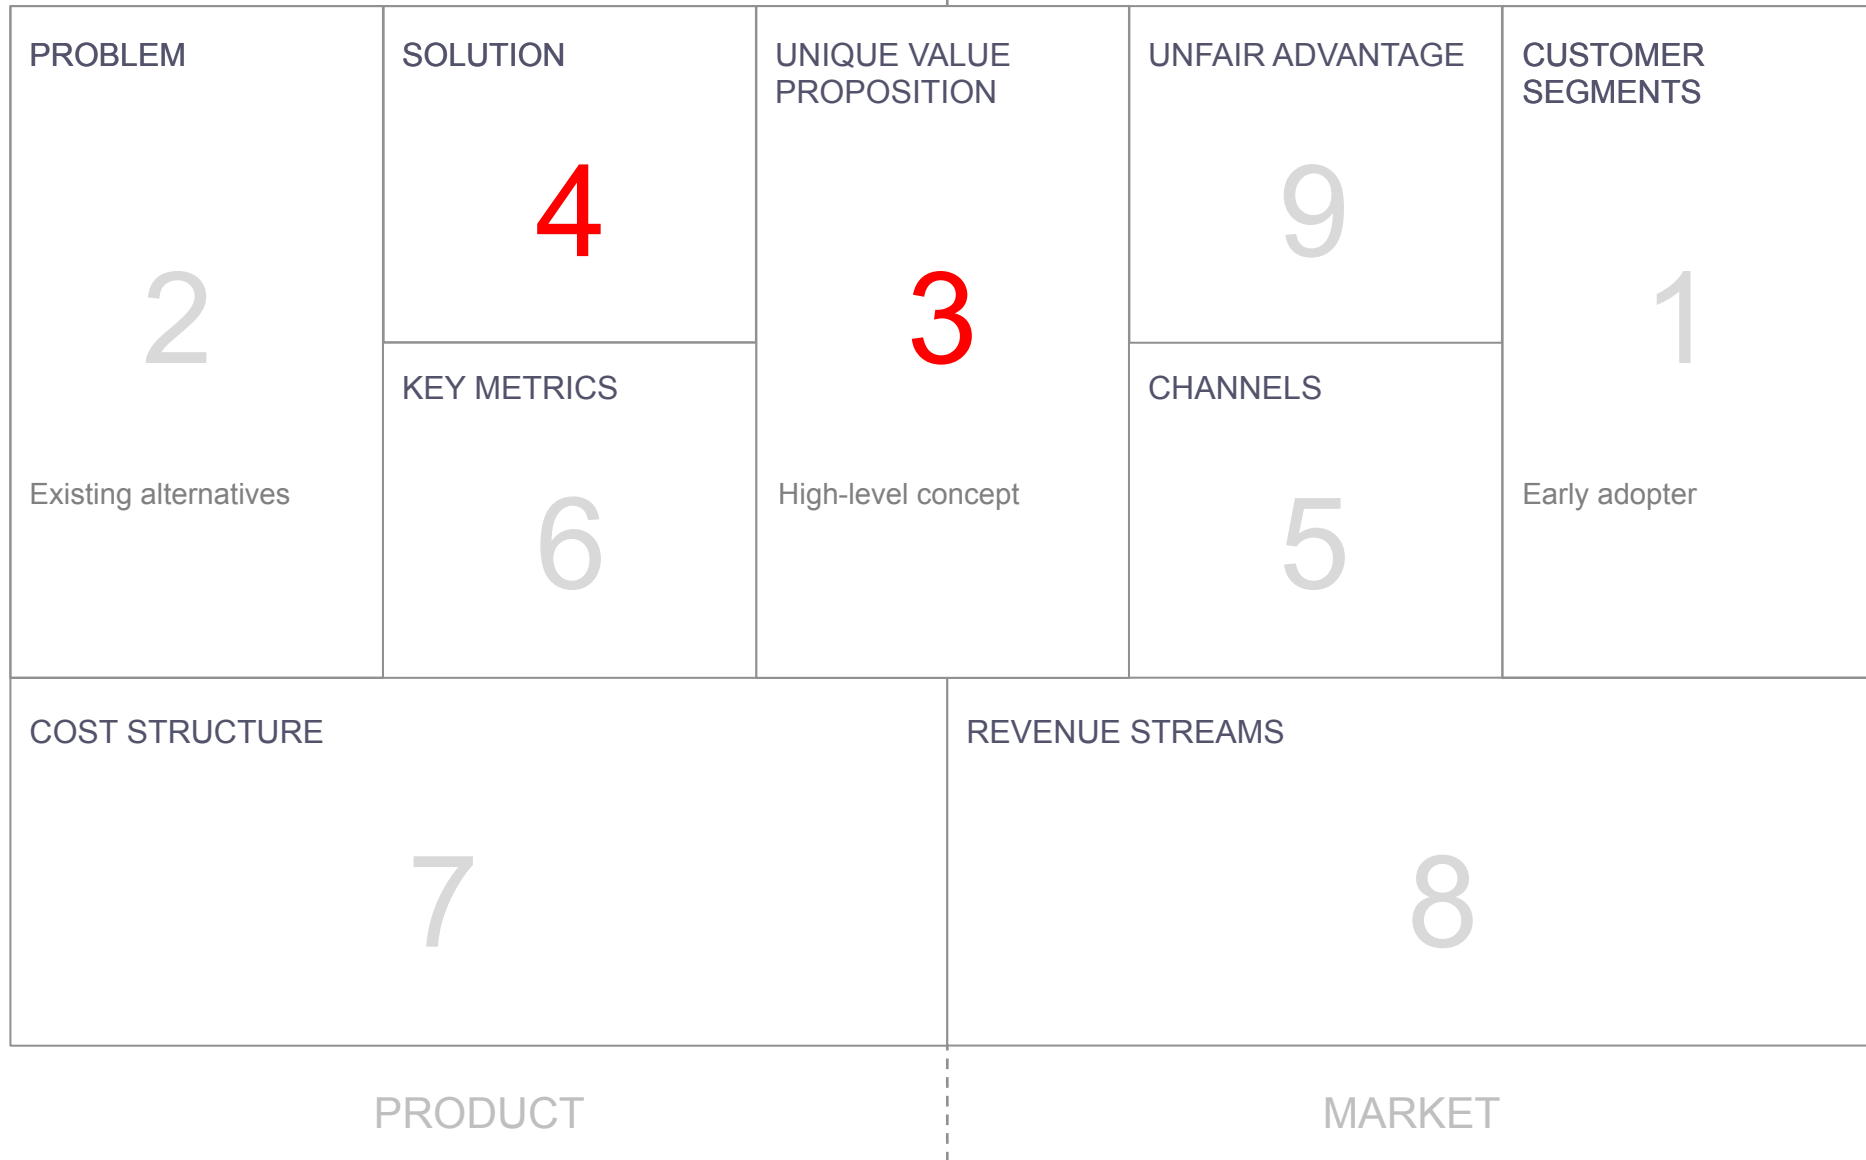 PROBLEM
2
Existing alternatives
SOLUTION
4
KEY METRICS
6
UNIQUE VALUE
PROPOSITION
3
High-level concept
UNFAIR ADVANTAGE
9
CHANNELS
5
CUSTOMER
SEGMENTS
1
Early adopter
COST STRUCTURE
7
REVENUE STREAMS
8
PRODUCT
MARKET